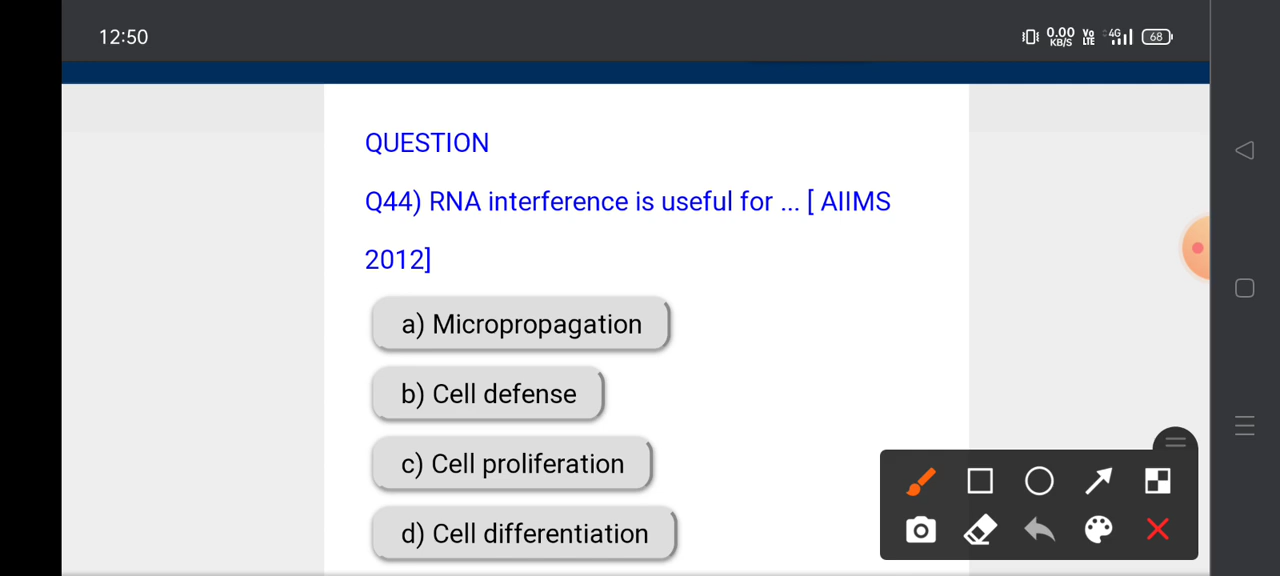 12:50
0.00 KB/S Vo LTE 4G 68
QUESTION
Q44) RNA interference is useful for ... [ AIIMS
2012]
a) Micropropagation
b) Cell defense
c) Cell proliferation
d) Cell differentiation